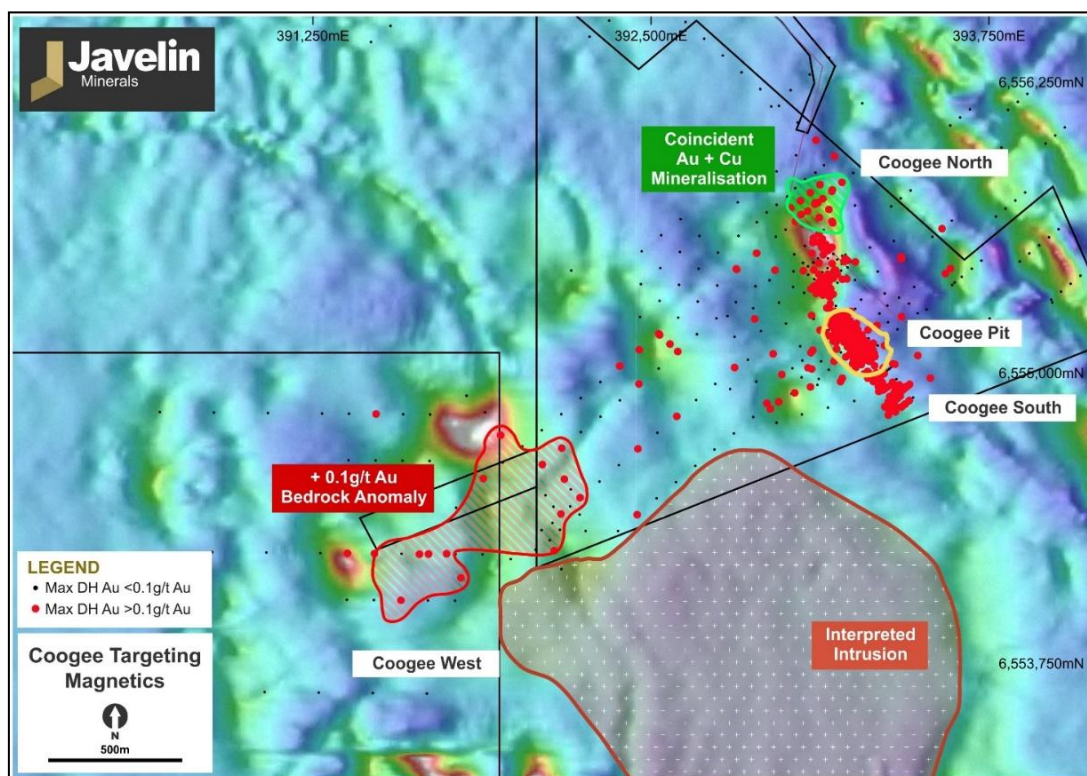 Javelin
Minerals
391,250mE
392,500mE
393,750mE
6,556,250mN
Coincident
Au + Cu
Mineralisation
Coogee North
Coogee Pit
6,555,000mN
Coogee South
+ 0.1g/t Au
Bedrock Anomaly
LEGEND
Max DH Au <0.1g/t Au
Max DH Au >0.1g/t Au
Coogee Targeting
Magnetics
500m
Coogee West
Interpreted
Intrusion
6,553,750mN